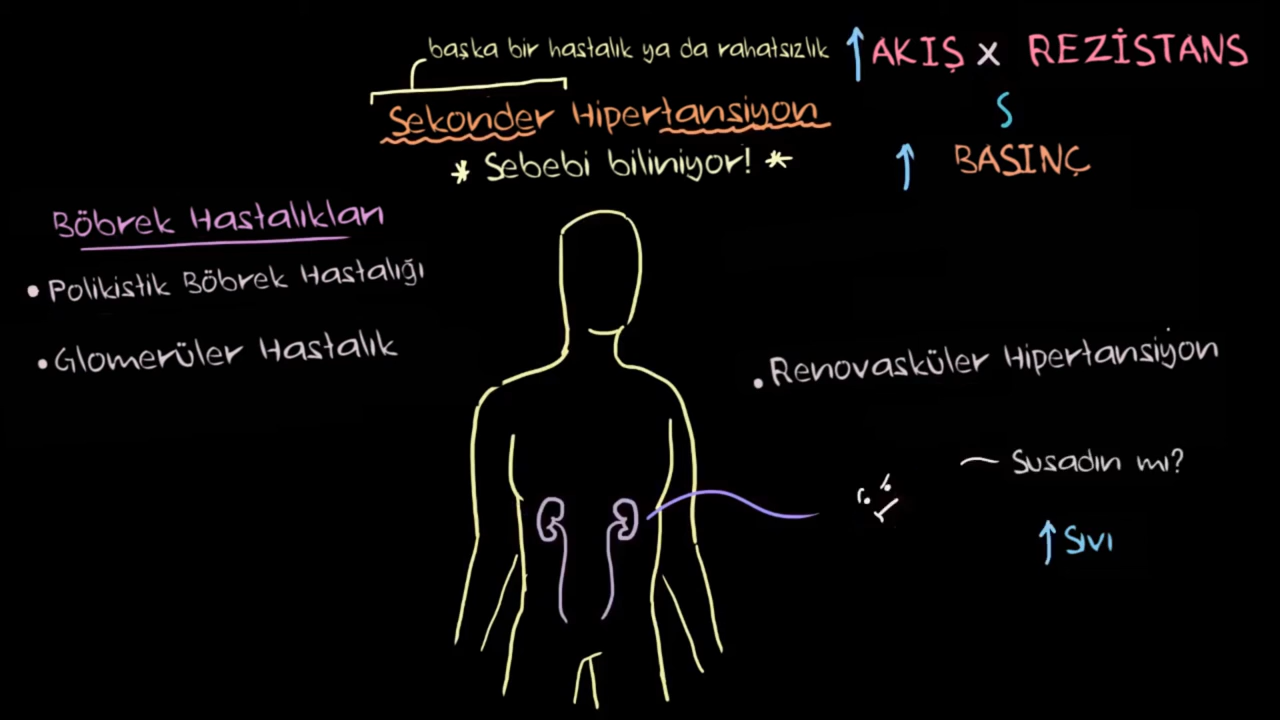 başka bir hastalık ya da rahatsızlık
Sekonder Hipertansiyon
* Sebebi biliniyor! *
↑ AKIŞ x REZİSTANS
S
↑ BASINÇ
Böbrek Hastalıkları
• Polikistik Böbrek Hastalığı
• Glomerüler Hastalık
• Renovasküler Hipertansiyon
Susadın mı?
↑ Sıvı